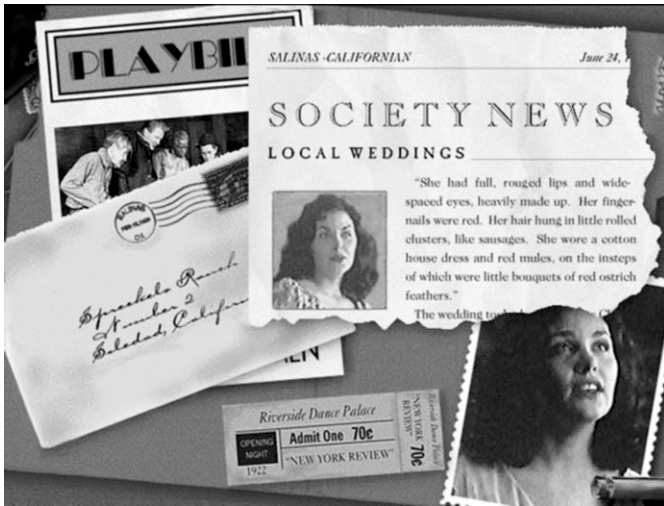 PLAYBIL
SALINAS -CALIFORNIAN June 24, 1
SOCIETY NEWS
LOCAL WEDDINGS
"She had full, rouged lips and wide-
spaced eyes, heavily made up. Her finger-
nails were red. Her hair hung in little rolled
clusters, like sausages. She wore a cotton
house dress and red mules, on the insteps
of which were little bouquets of red ostrich
feathers."
The wedding
SALINAS
CA
Spreckels Ranch
Number 2
Soledad, Califor
EN
Riverside Dance Palace
OPENING
NIGHT
1922
Admit One 70¢
"NEW YORK REVIEW"
"NEW YORK
REVIEW"
70¢
Riverside Dance Palace